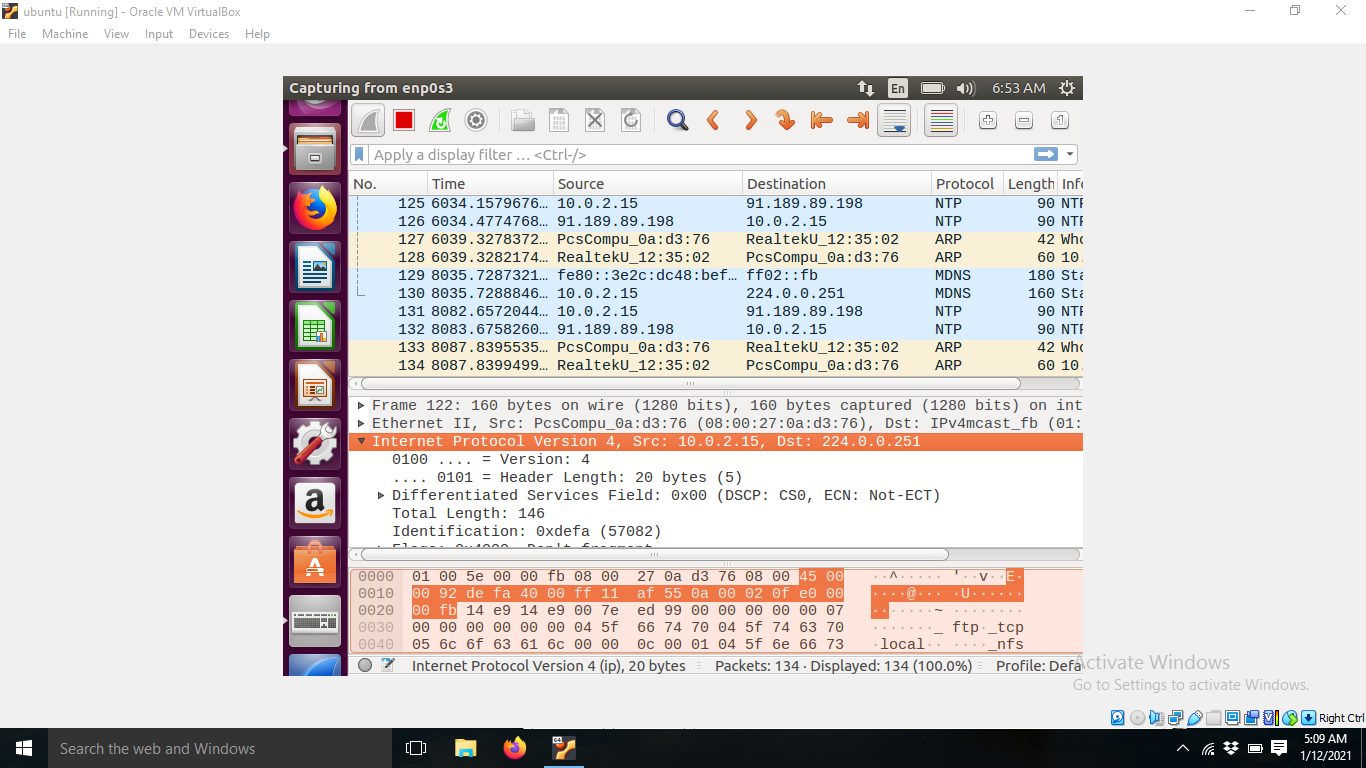 ubuntu [Running] - Oracle VM VirtualBox
File Machine View Input Devices Help
Capturing from enp0s3 En 6:53 AM
Apply a display filter … <Ctrl-/>
No. Time Source Destination Protocol Length Info
125 6034.1579676… 10.0.2.15 91.189.89.198 NTP 90 NTP
126 6034.4774768… 91.189.89.198 10.0.2.15 NTP 90 NTP
127 6039.3278372… PcsCompu_0a:d3:76 RealtekU_12:35:02 ARP 42 Who
128 6039.3282174… RealtekU_12:35:02 PcsCompu_0a:d3:76 ARP 60 10.
129 8035.7287321… fe80::3e2c:dc48:bef… ff02::fb MDNS 180 Sta
130 8035.7288846… 10.0.2.15 224.0.0.251 MDNS 160 Sta
131 8082.6572044… 10.0.2.15 91.189.89.198 NTP 90 NTP
132 8083.6758260… 91.189.89.198 10.0.2.15 NTP 90 NTP
133 8087.8395535… PcsCompu_0a:d3:76 RealtekU_12:35:02 ARP 42 Who
134 8087.8399499… RealtekU_12:35:02 PcsCompu_0a:d3:76 ARP 60 10.
Frame 122: 160 bytes on wire (1280 bits), 160 bytes captured (1280 bits) on int
Ethernet II, Src: PcsCompu_0a:d3:76 (08:00:27:0a:d3:76), Dst: IPv4mcast_fb (01:
Internet Protocol Version 4, Src: 10.0.2.15, Dst: 224.0.0.251
0100 .... = Version: 4
.... 0101 = Header Length: 20 bytes (5)
Differentiated Services Field: 0x00 (DSCP: CS0, ECN: Not-ECT)
Total Length: 146
Identification: 0xdefa (57082)
Flags: 0x4000, Don't fragment
0000 01 00 5e 00 00 fb 08 00 27 0a d3 76 08 00 45 00 ··^····· '··v··E·
0010 00 92 de fa 40 00 ff 11 af 55 0a 00 02 0f e0 00 ····@··· ·U······
0020 00 fb 14 e9 14 e9 00 7e ed 99 00 00 00 00 00 07 ·······~ ········
0030 00 00 00 00 00 00 04 5f 66 74 70 04 5f 74 63 70 ·······_ ftp·_tcp
0040 05 6c 6f 63 61 6c 00 00 0c 00 01 04 5f 6e 66 73 ·local·· ····_nfs
Internet Protocol Version 4 (ip), 20 bytes Packets: 134 · Displayed: 134 (100.0%) Profile: Defa
Activate Windows
Go to Settings to activate Windows.
Right Ctrl
Search the web and Windows
5:09 AM
1/12/2021